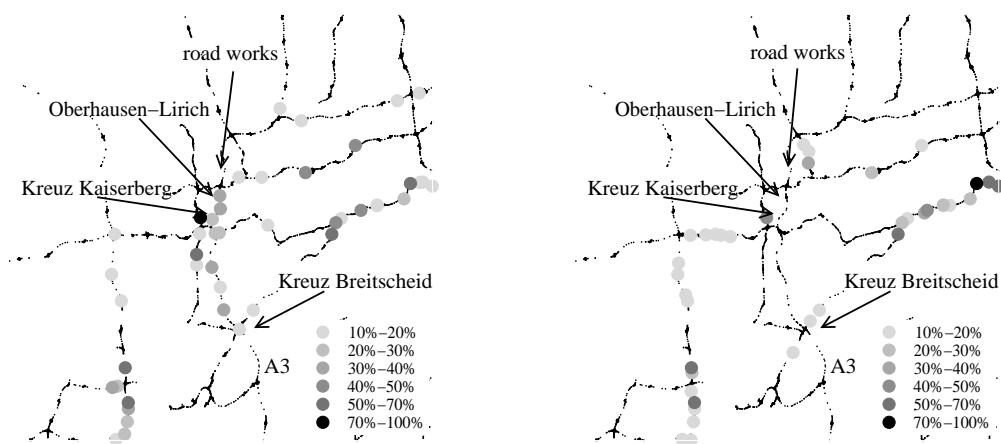 road works
Oberhausen−Lirich
Kreuz Kaiserberg
Kreuz Breitscheid
A3
10%−20%
20%−30%
30%−40%
40%−50%
50%−70%
70%−100%
road works
Oberhausen−Lirich
Kreuz Kaiserberg
Kreuz Breitscheid
A3
10%−20%
20%−30%
30%−40%
40%−50%
50%−70%
70%−100%